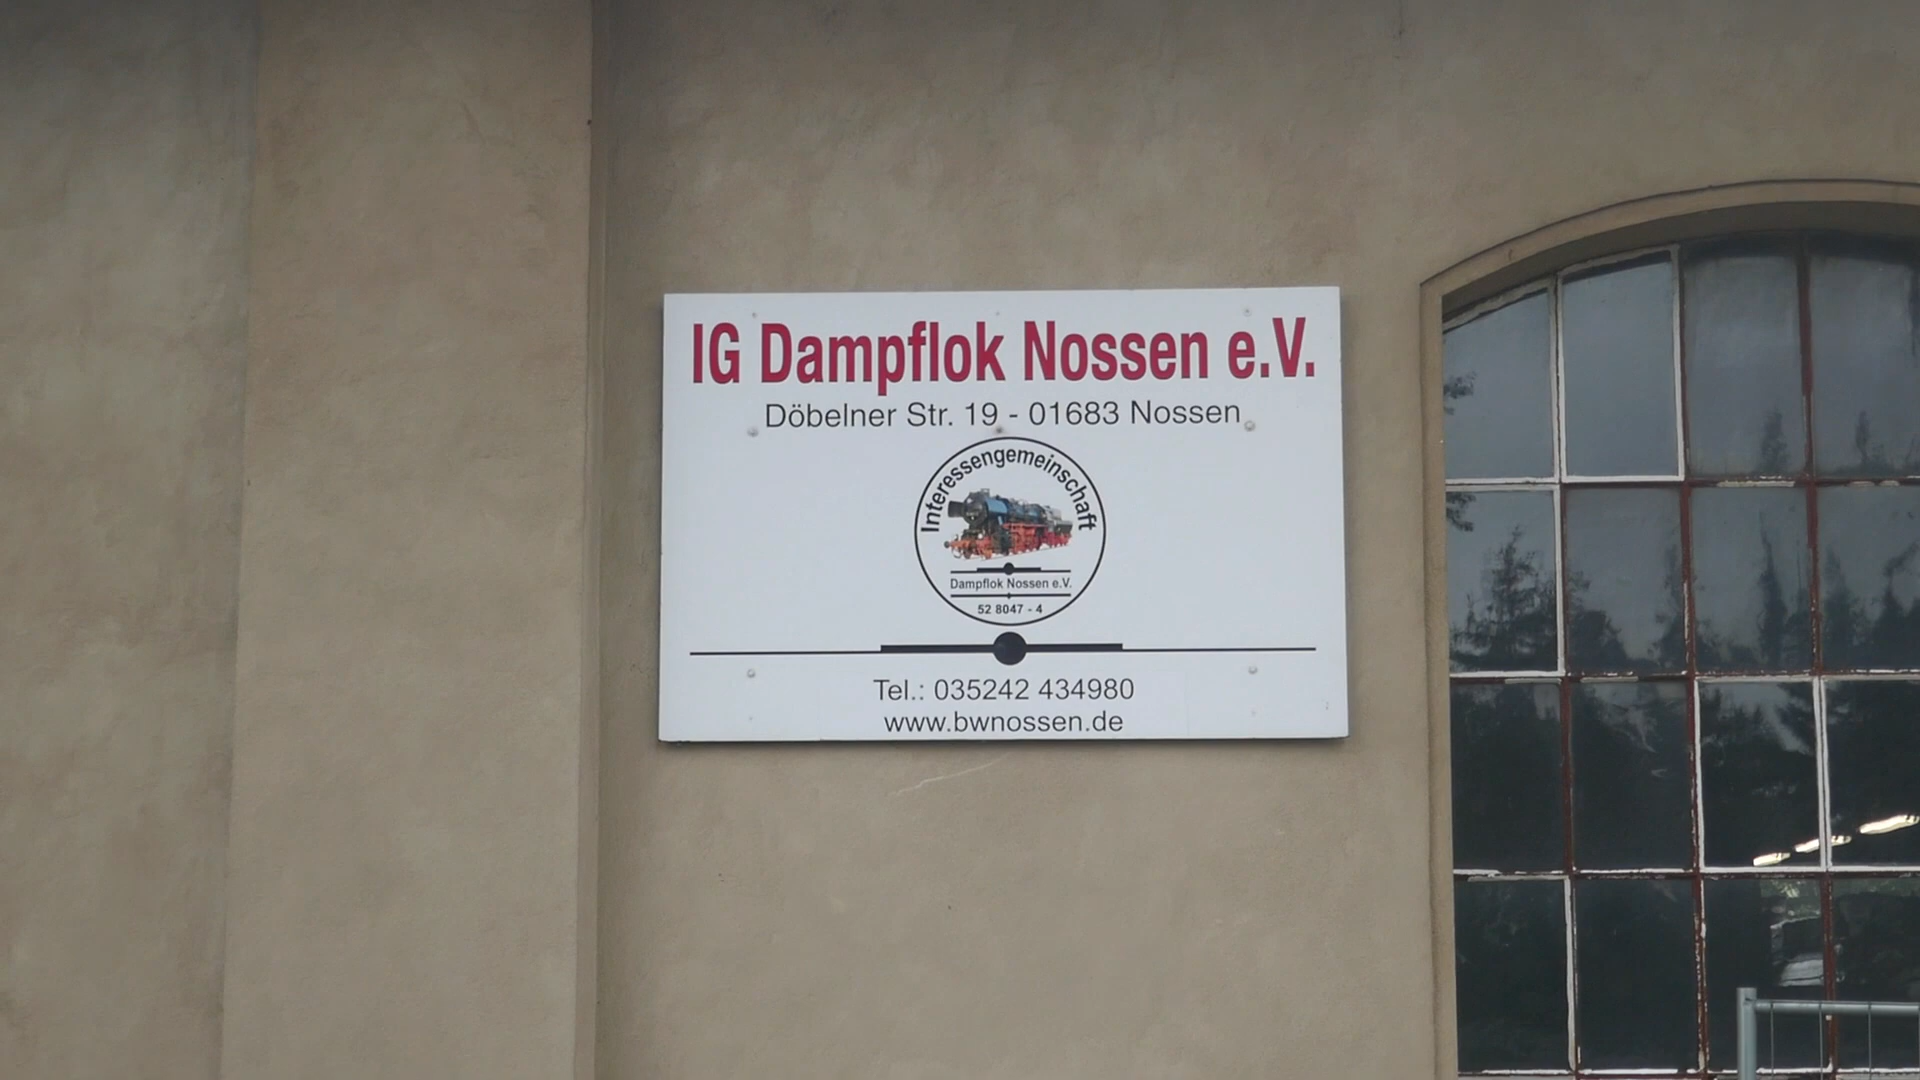 IG Dampflok Nossen e.V.
Döbelner Str. 19 - 01683 Nossen
Interessengemeinschaft
Dampflok Nossen e.V.
52 8047 - 4
Tel.: 035242 434980
www.bwnossen.de